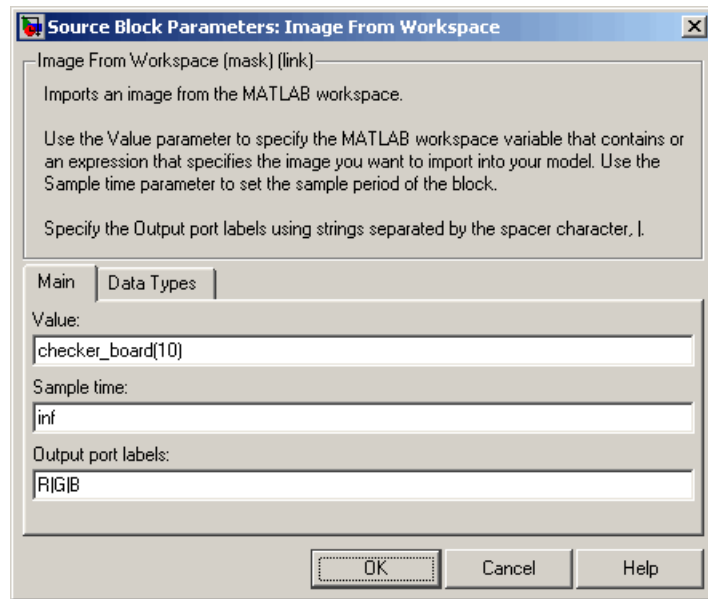 Source Block Parameters: Image From Workspace
Image From Workspace (mask) (link)
Imports an image from the MATLAB workspace.
Use the Value parameter to specify the MATLAB workspace variable that contains or
an expression that specifies the image you want to import into your model. Use the
Sample time parameter to set the sample period of the block.
Specify the Output port labels using strings separated by the spacer character, |.
Main
Data Types
Value:
checker_board(10)
Sample time:
inf
Output port labels:
R|G|B
OK
Cancel
Help